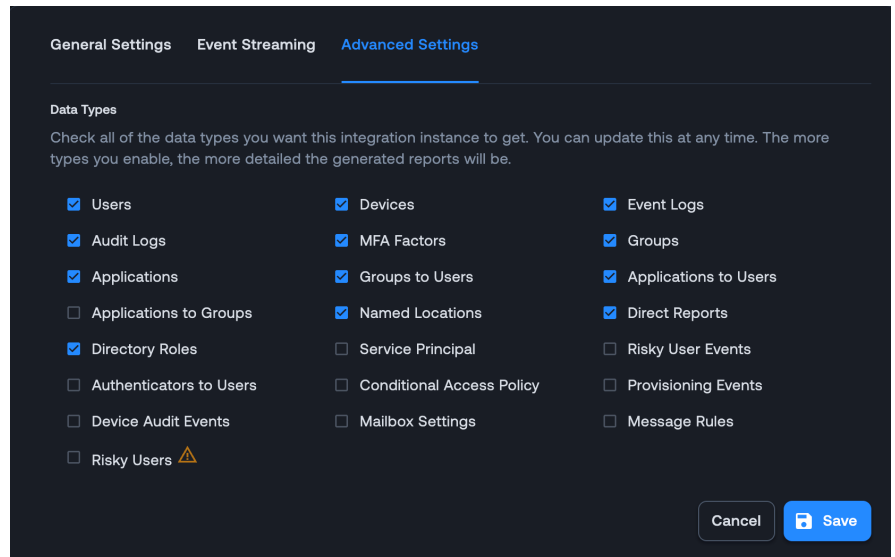 General Settings Event Streaming Advanced Settings
Data Types
Check all of the data types you want this integration instance to get. You can update this at any time. The more
types you enable, the more detailed the generated reports will be.
Users Devices Event Logs
Audit Logs MFA Factors Groups
Applications Groups to Users Applications to Users
Applications to Groups Named Locations Direct Reports
Directory Roles Service Principal Risky User Events
Authenticators to Users Conditional Access Policy Provisioning Events
Device Audit Events Mailbox Settings Message Rules
Risky Users
Cancel Save